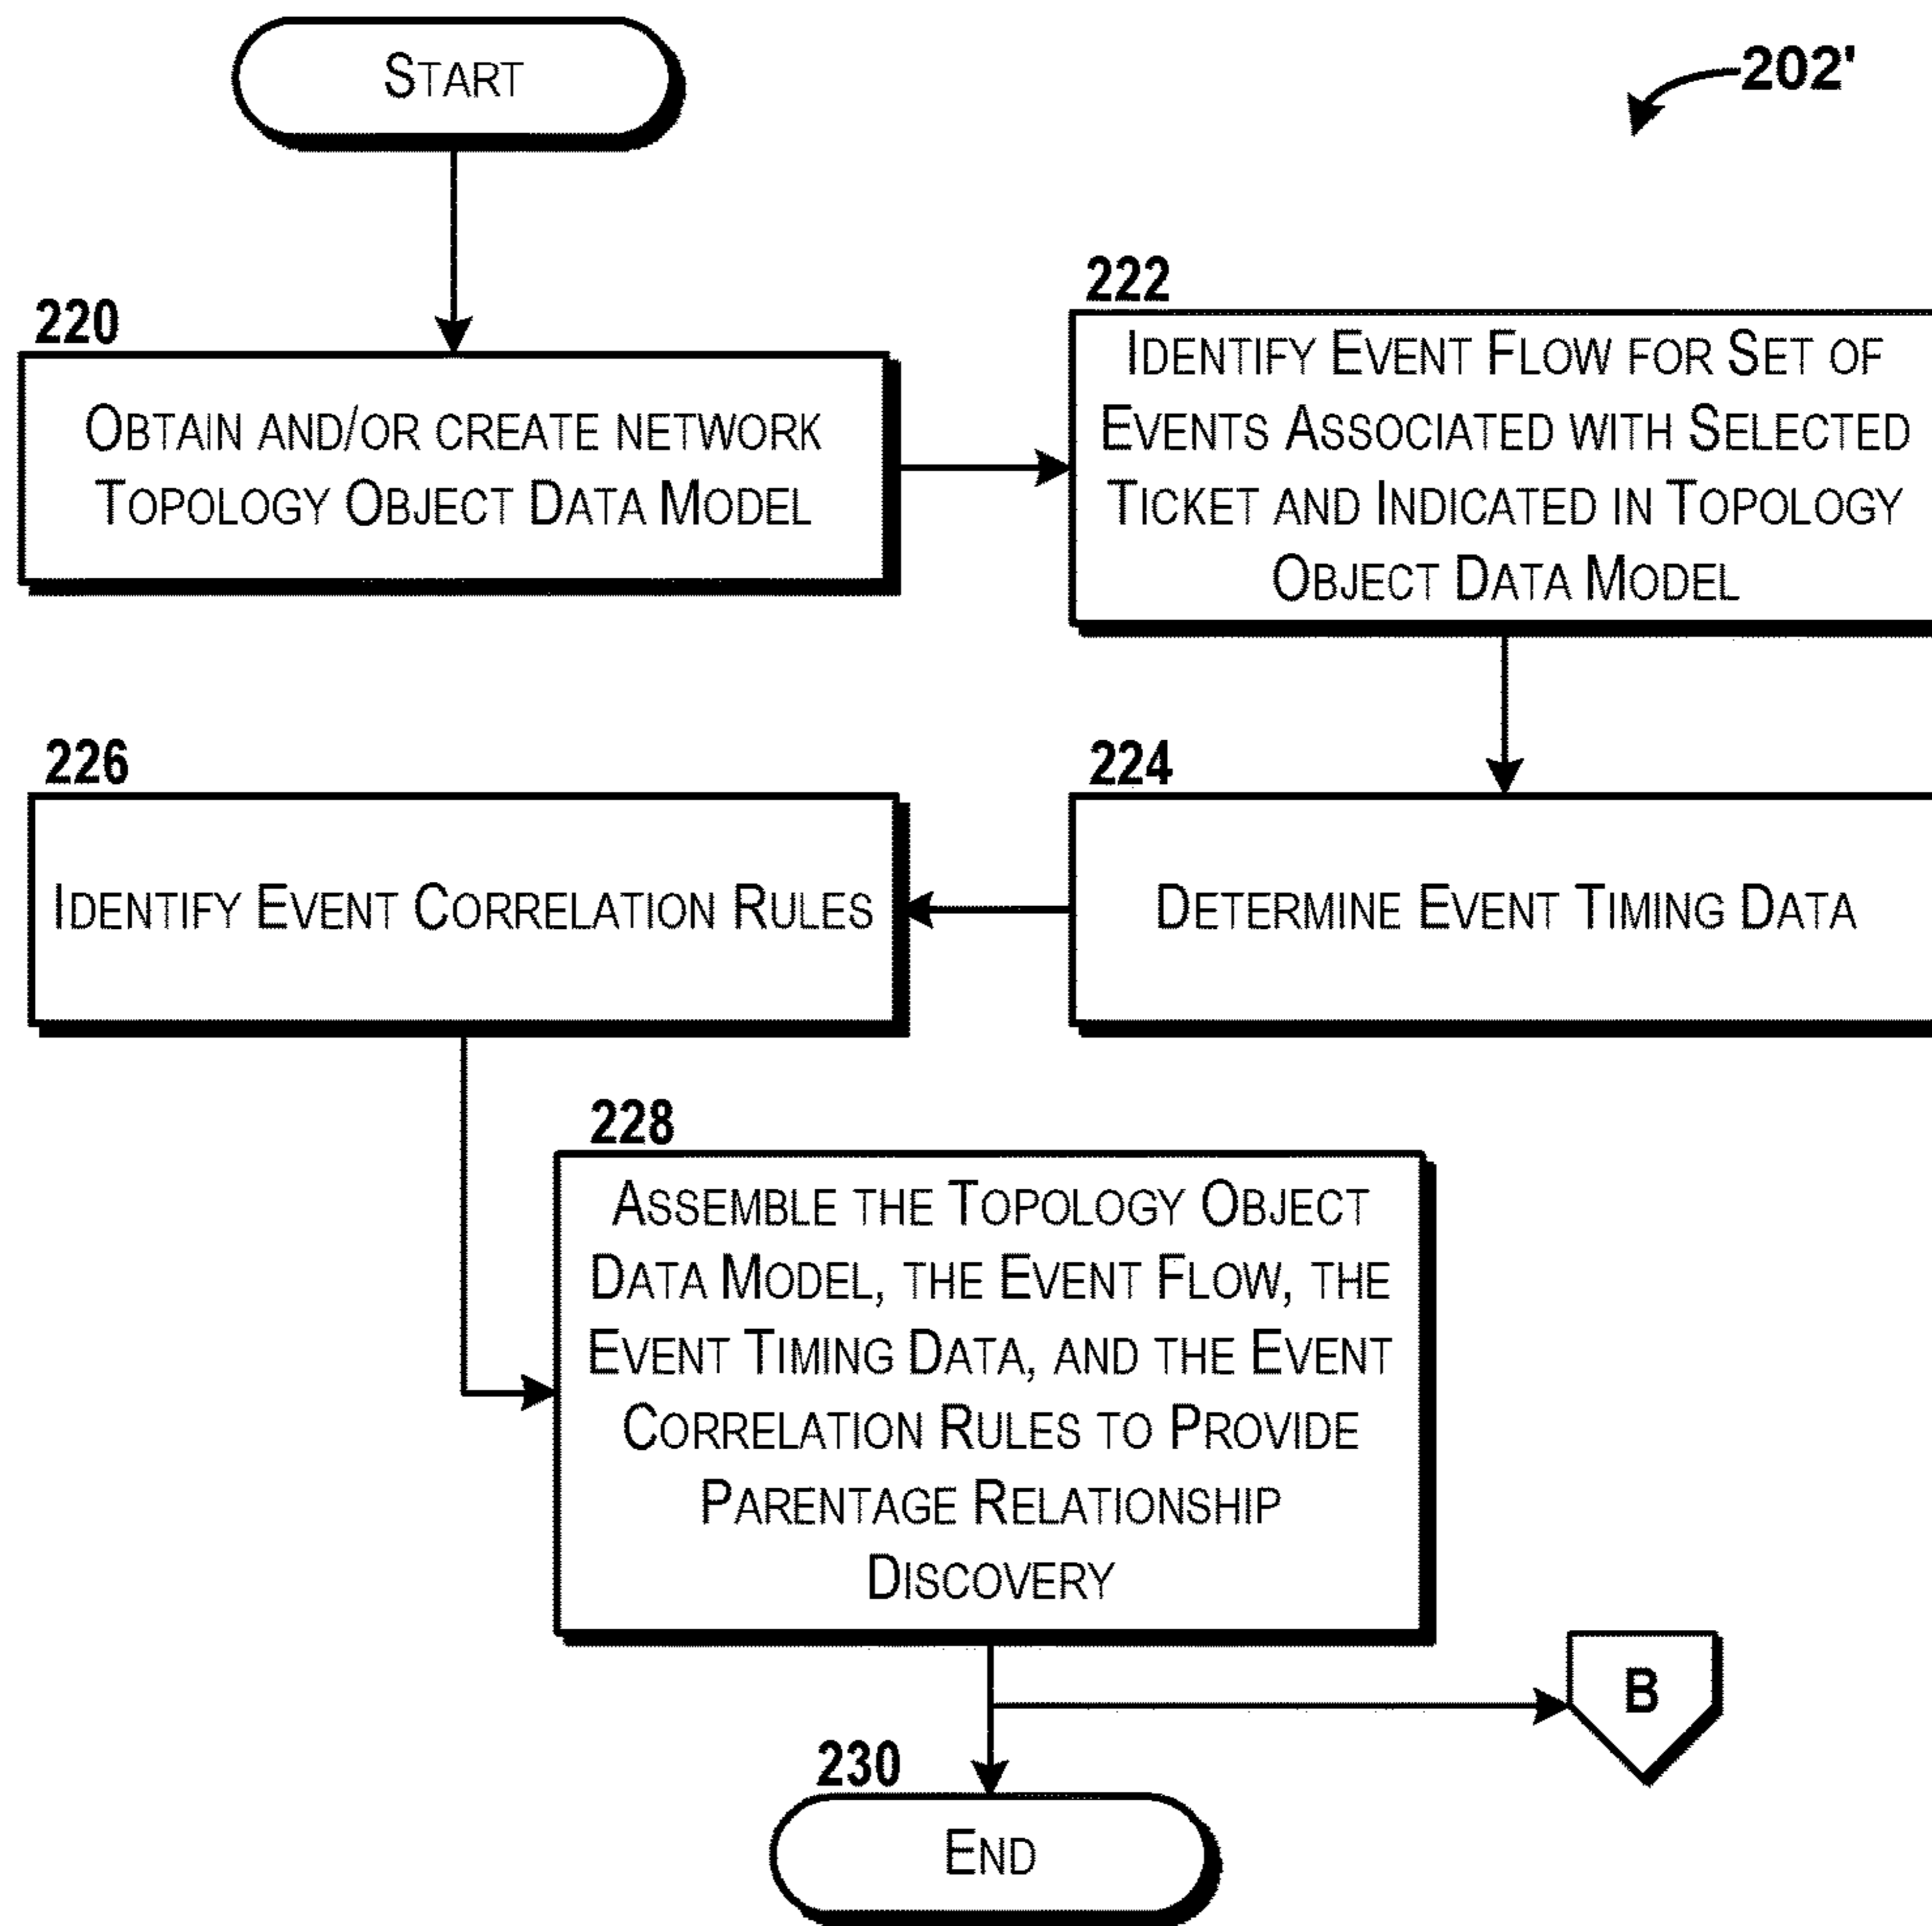 START
202'
220
OBTAIN AND/OR CREATE NETWORK
TOPOLOGY OBJECT DATA MODEL
222
IDENTIFY EVENT FLOW FOR SET OF
EVENTS ASSOCIATED WITH SELECTED
TICKET AND INDICATED IN TOPOLOGY
OBJECT DATA MODEL
224
DETERMINE EVENT TIMING DATA
226
IDENTIFY EVENT CORRELATION RULES
228
ASSEMBLE THE TOPOLOGY OBJECT
DATA MODEL, THE EVENT FLOW, THE
EVENT TIMING DATA, AND THE EVENT
CORRELATION RULES TO PROVIDE
PARENTAGE RELATIONSHIP
DISCOVERY
B
230
END